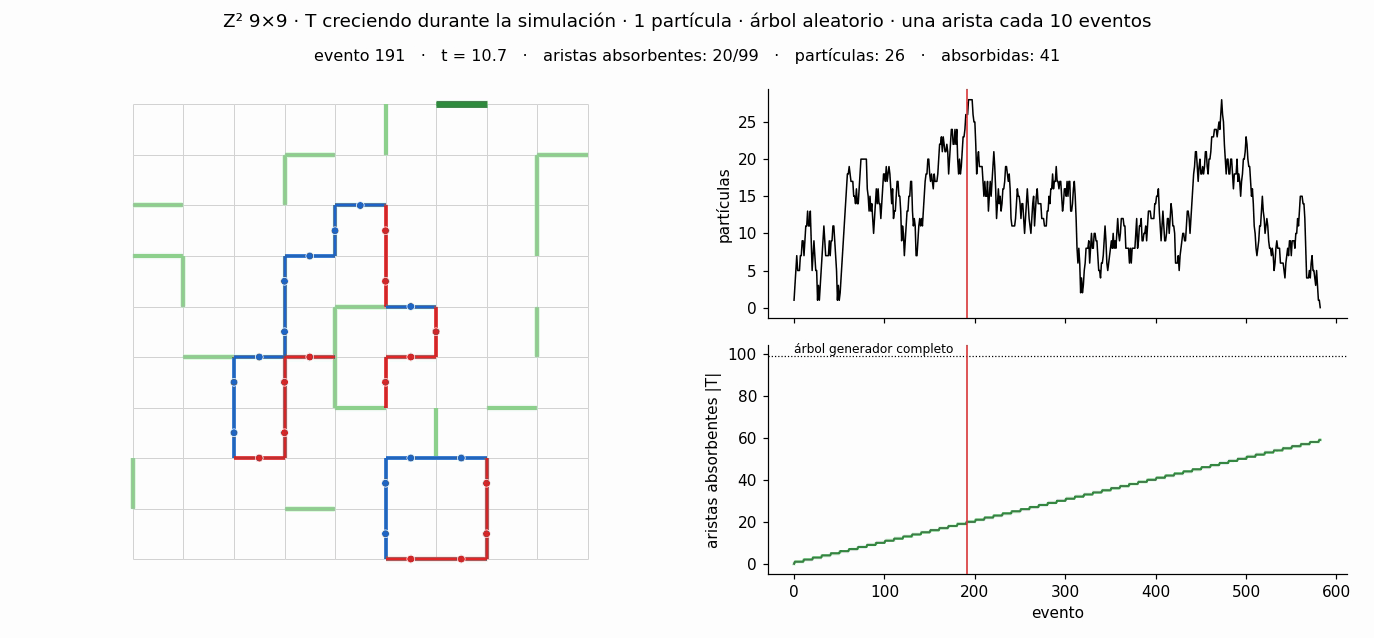 Z² 9×9 · T creciendo durante la simulación · 1 partícula · árbol aleatorio · una arista cada 10 eventos
evento 191 · t = 10.7 · aristas absorbentes: 20/99 · partículas: 26 · absorbidas: 41
partículas
25
20
15
10
5
0
árbol generador completo
aristas absorbentes |T|
100
80
60
40
20
0
0 100 200 300 400 500 600
evento